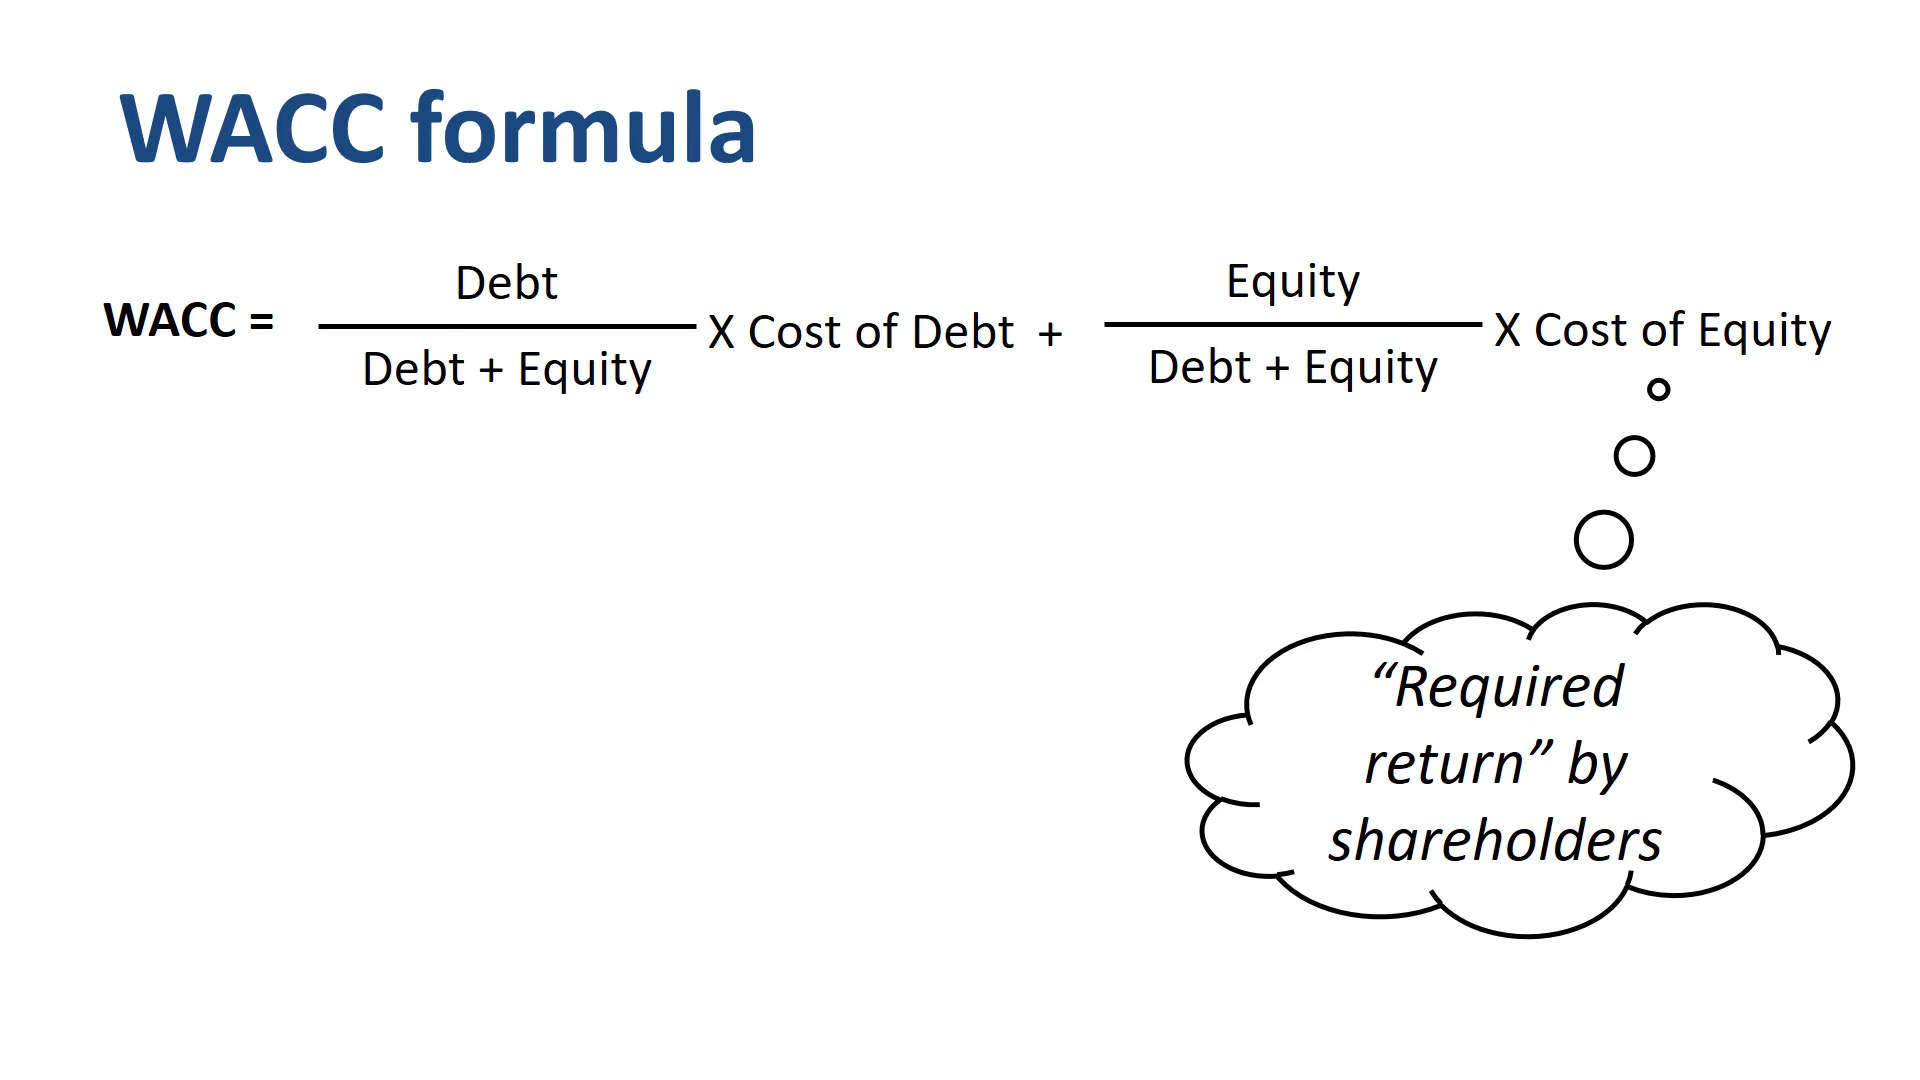 WACC formula
WACC =
Debt
Debt + Equity
X Cost of Debt +
Equity
Debt + Equity
X Cost of Equity
“Required
return” by
shareholders